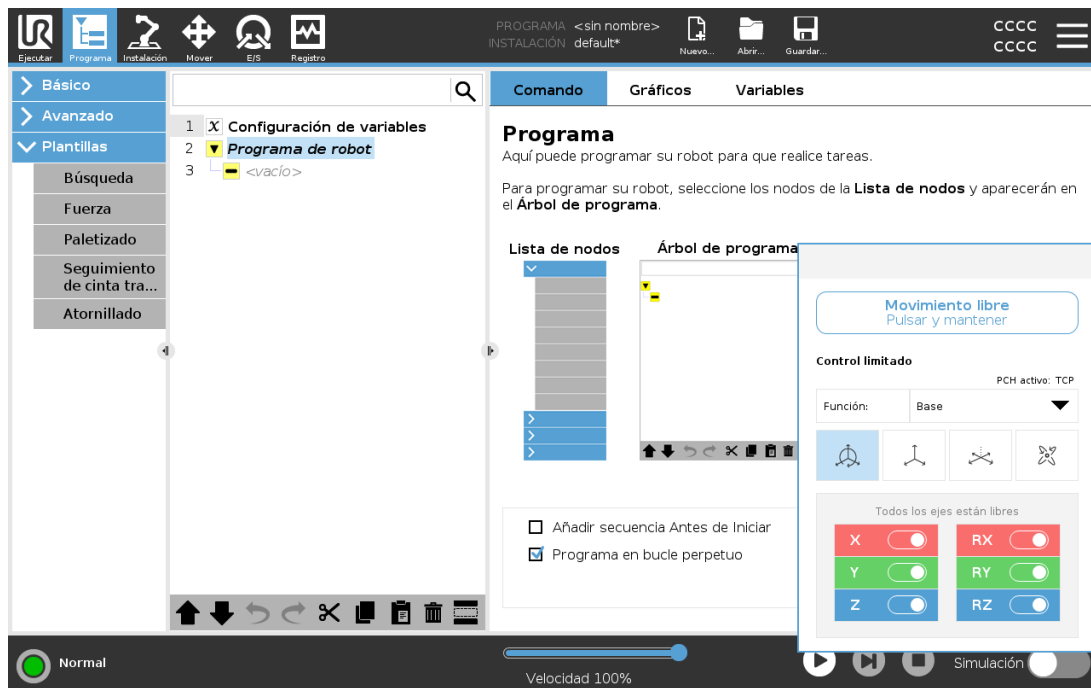 PROGRAMA <sin nombre>
INSTALACIÓN default*
CCCC
CCCC
Ejecutar
Programa
Instalación
Mover
E/S
Registro
Nuevo...
Abrir...
Guardar...
Básico
Avanzado
Plantillas
Búsqueda
Fuerza
Paletizado
Seguimiento
de cinta tra...
Atornillado
1 X Configuración de variables
2 Programa de robot
3 <vacío>
Comando
Gráficos
Variables
Programa
Aquí puede programar su robot para que realice tareas.
Para programar su robot, seleccione los nodos de la Lista de nodos y aparecerán en
el Árbol de programa.
Lista de nodos
Árbol de programa
Añadir secuencia Antes de Iniciar
Programa en bucle perpetuo
Movimiento libre
Pulsar y mantener
Control limitado
PCH activo: TCP
Función: Base
Todos los ejes están libres
X RX
Y RY
Z RZ
Normal
Velocidad 100%
Simulación